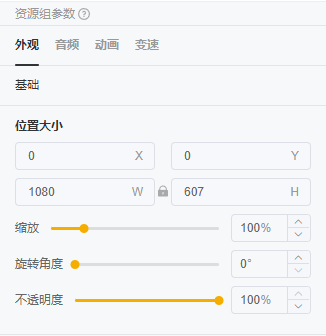 资源组参数 ?
外观 音频 动画 变速
基础
位置大小
0 X 0 Y
1080 W 607 H
缩放 100%
旋转角度 0°
不透明度 100%